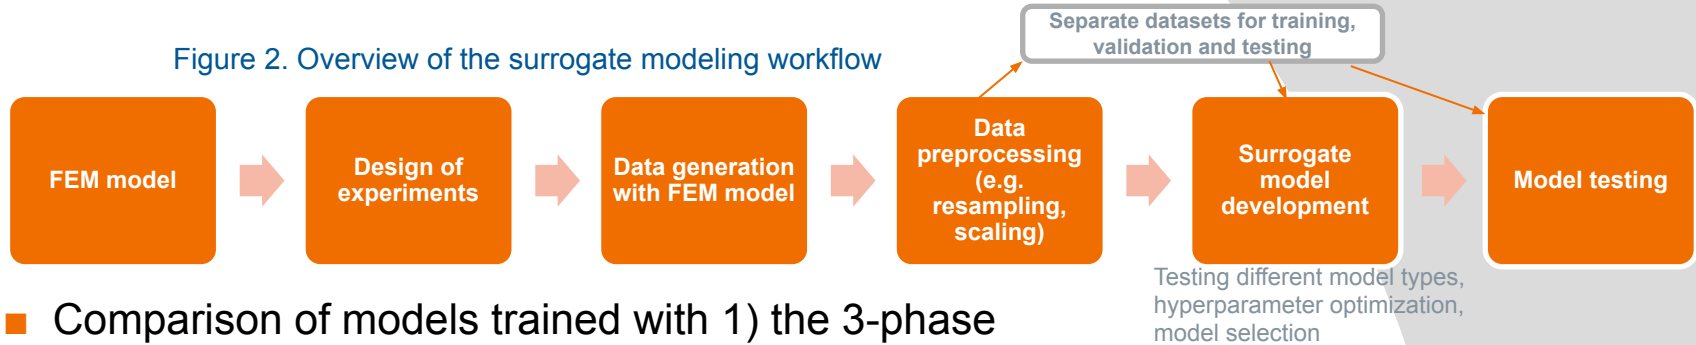 Separate datasets for training,
validation and testing
Figure 2. Overview of the surrogate modeling workflow
FEM model
Design of
experiments
Data generation
with FEM model
Data
preprocessing
(e.g.
resampling,
scaling)
Surrogate
model
development
Model testing
Testing different model types,
hyperparameter optimization,
model selection
Comparison of models trained with 1) the 3-phase